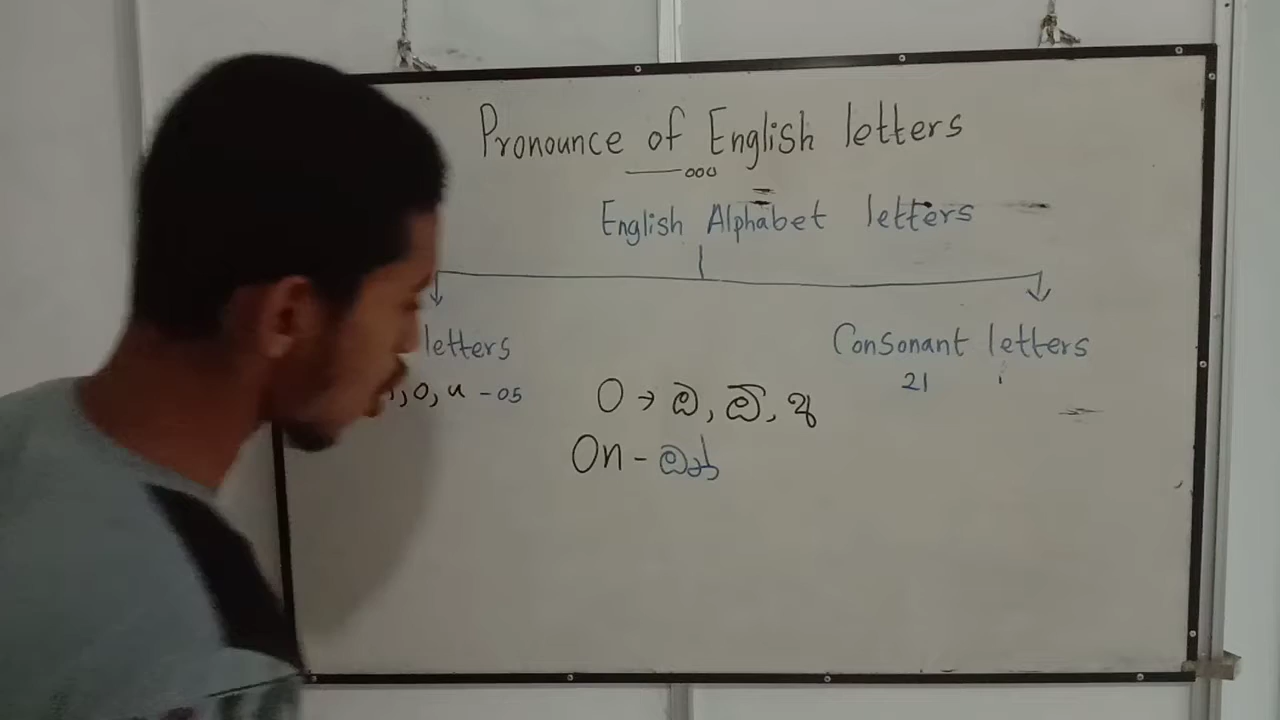 Pronounce of English letters
English Alphabet letters
letters
Consonant letters
, o, u - 05
21
O → ඔ, ඕ, අ
On - ඔන්